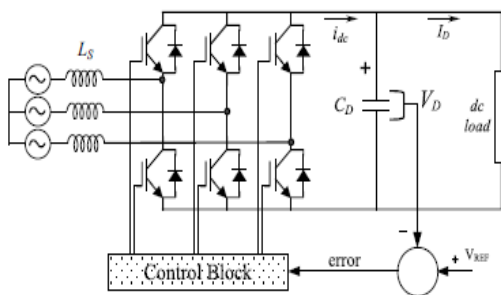 L_S
i_dc
I_D
+
C_D
V_D
dc
load
−
+ V_REF
error
Control Block